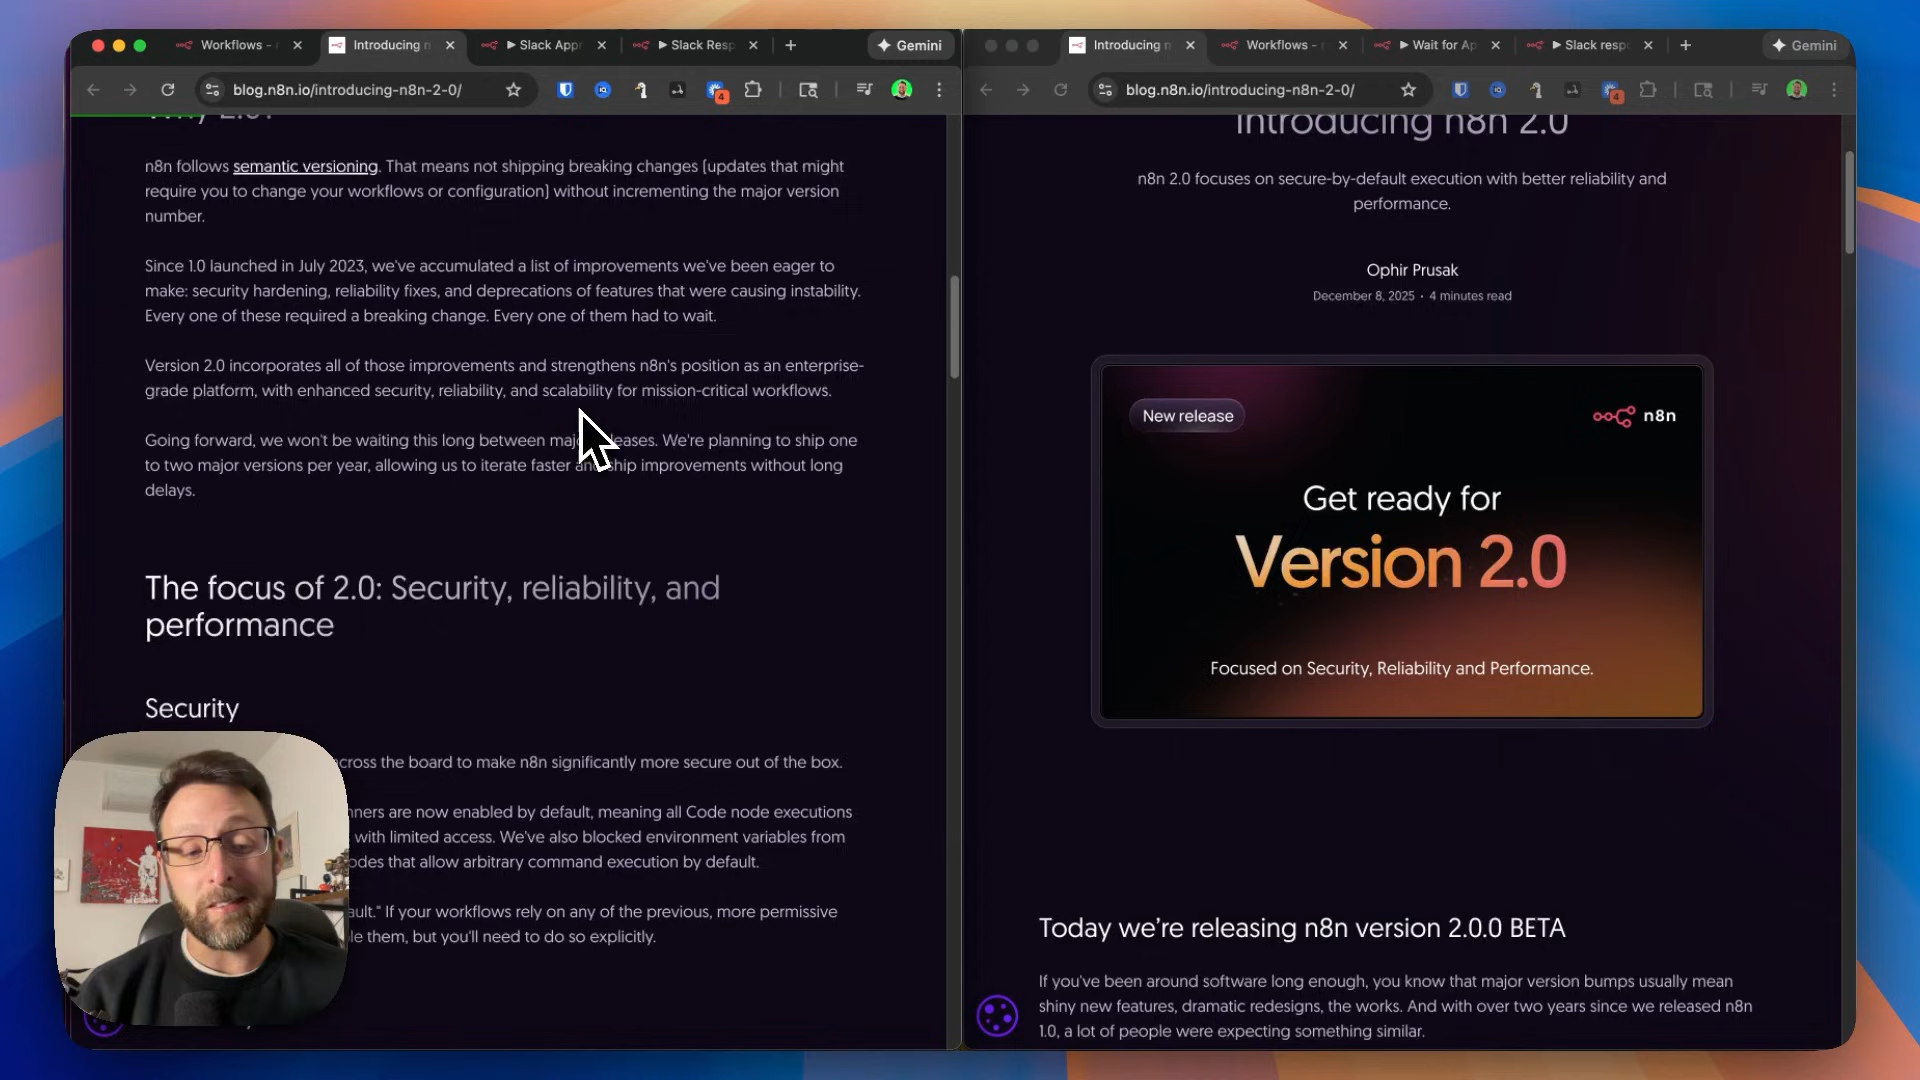 Workflows -
Introducing n
Slack Appr
Slack Resp
Gemini
blog.n8n.io/introducing-n8n-2-0/
4
Why 2.0?
n8n follows semantic versioning. That means not shipping breaking changes (updates that might
require you to change your workflows or configuration) without incrementing the major version
number.
Since 1.0 launched in July 2023, we've accumulated a list of improvements we've been eager to
make: security hardening, reliability fixes, and deprecations of features that were causing instability.
Every one of these required a breaking change. Every one of them had to wait.
Version 2.0 incorporates all of those improvements and strengthens n8n's position as an enterprise-
grade platform, with enhanced security, reliability, and scalability for mission-critical workflows.
Going forward, we won't be waiting this long between major releases. We're planning to ship one
to two major versions per year, allowing us to iterate faster and ship improvements without long
delays.
The focus of 2.0: Security, reliability, and
performance
Security
across the board to make n8n significantly more secure out of the box.
are now enabled by default, meaning all Code node executions
with limited access. We've also blocked environment variables from
that allow arbitrary command execution by default.
If your workflows rely on any of the previous, more permissive
them, but you'll need to do so explicitly.
Introducing n
Workflows -
Wait for Ap
Slack respo
Gemini
blog.n8n.io/introducing-n8n-2-0/
4
Introducing n8n 2.0
n8n 2.0 focuses on secure-by-default execution with better reliability and
performance.
Ophir Prusak
December 8, 2025 • 4 minutes read
New release
n8n
Get ready for
Version 2.0
Focused on Security, Reliability and Performance.
Today we're releasing n8n version 2.0.0 BETA
If you've been around software long enough, you know that major version bumps usually mean
shiny new features, dramatic redesigns, the works. And with over two years since we released n8n
1.0, a lot of people were expecting something similar.